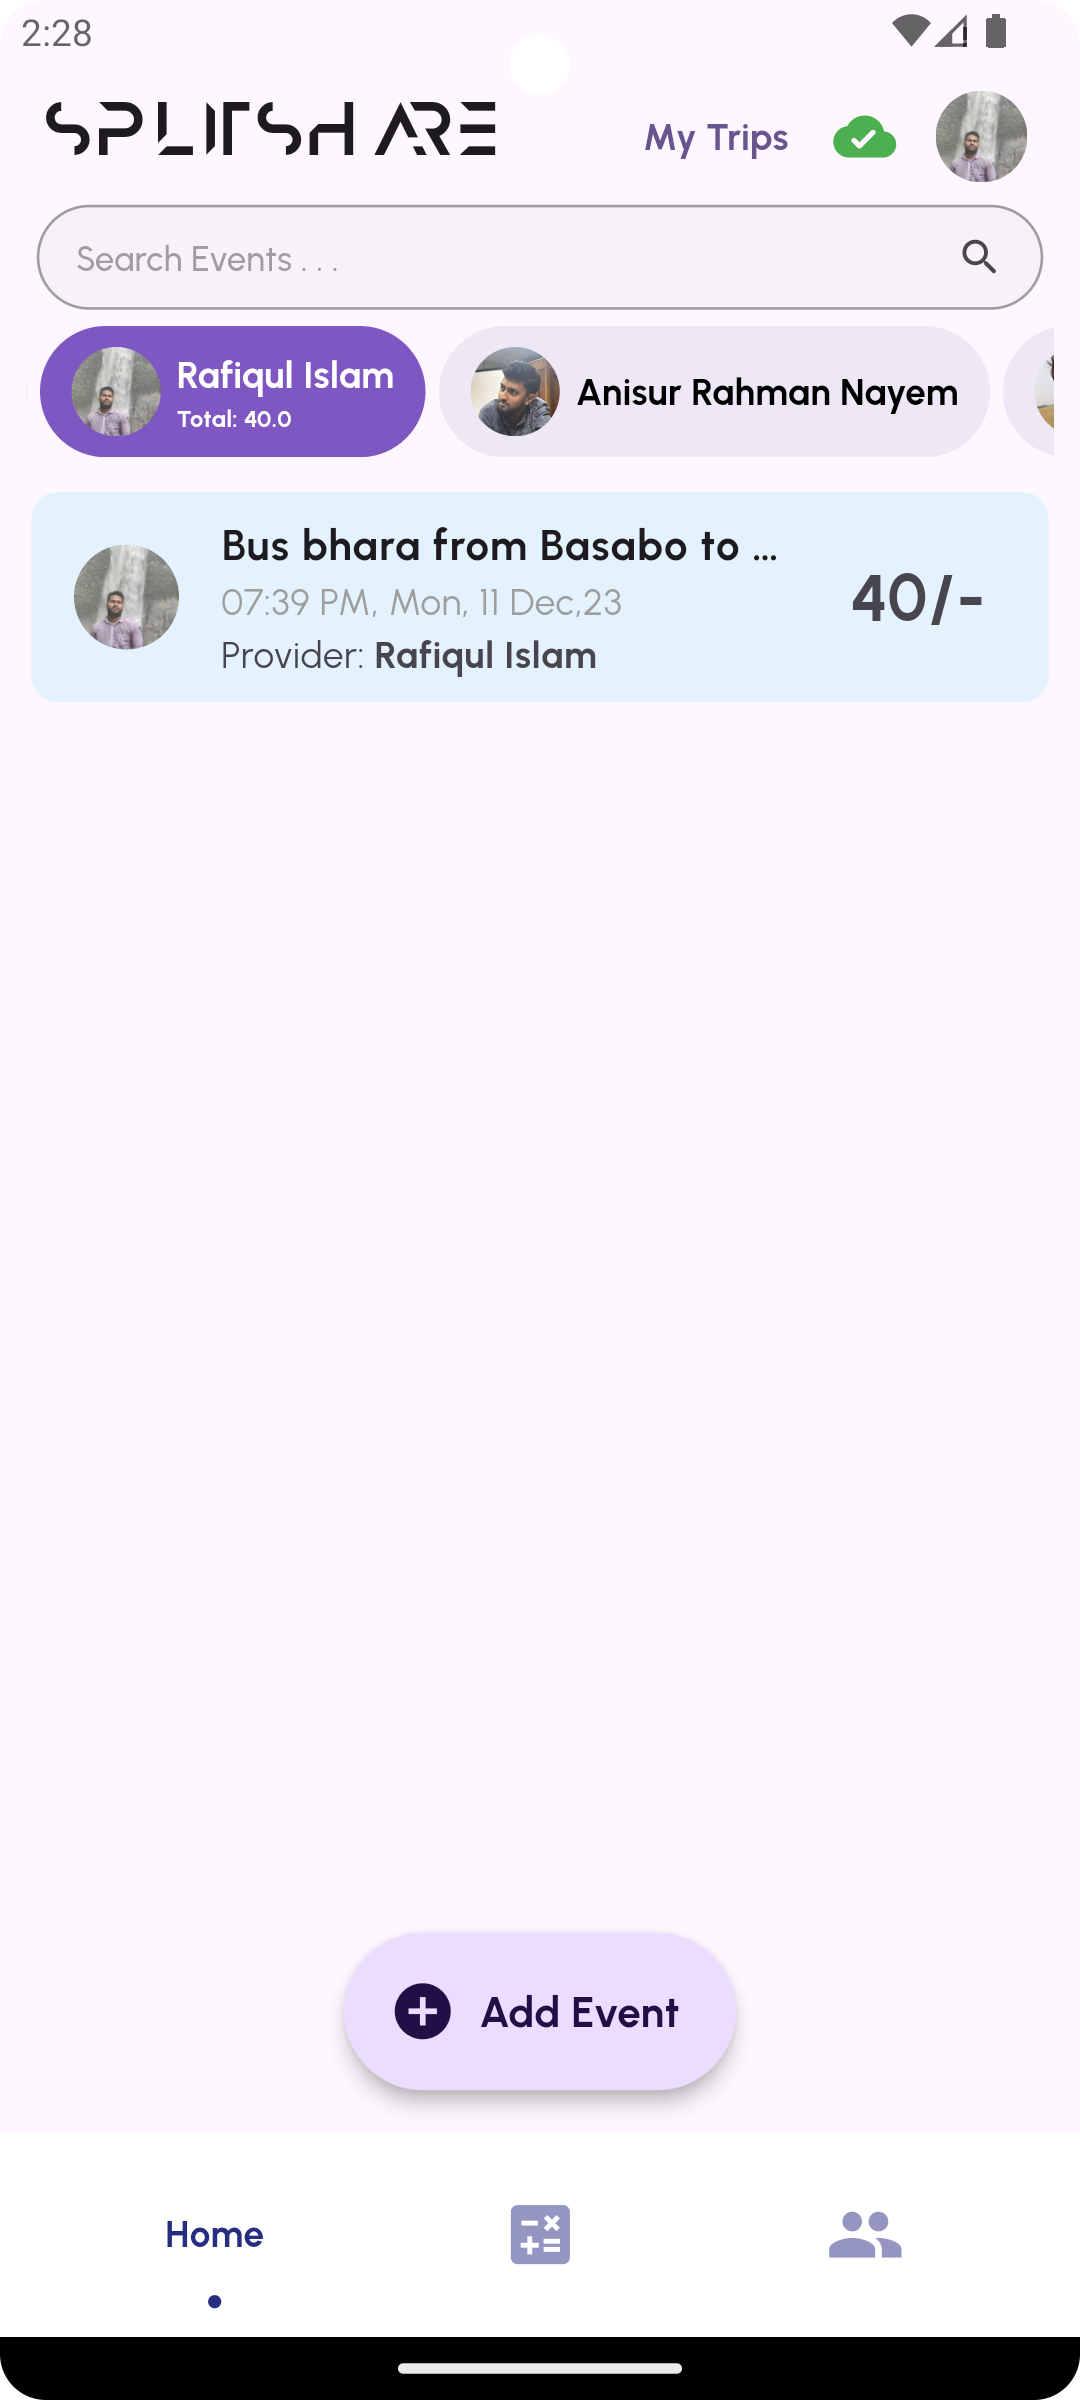 2:28
SPLITSHARE
My Trips
Search Events . . .
Rafiqul Islam
Total: 40.0
Anisur Rahman Nayem
Bus bhara from Basabo to ...
07:39 PM, Mon, 11 Dec,23
Provider: Rafiqul Islam
40/-
Add Event
Home